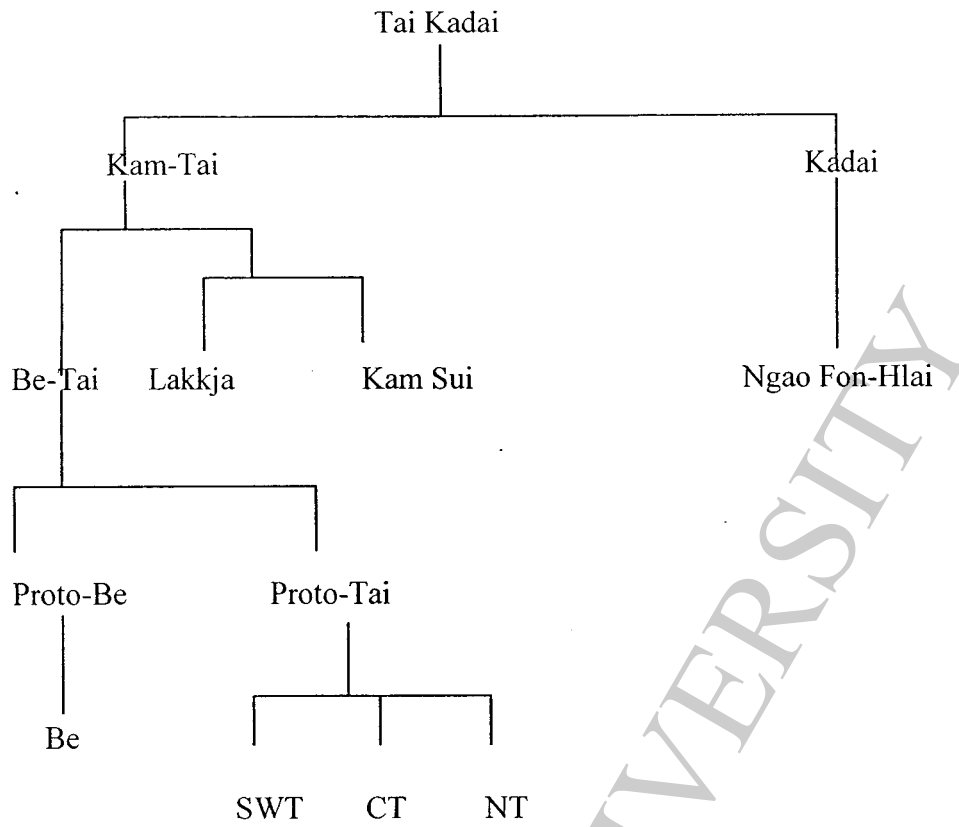 Tai Kadai
Kam-Tai Kadai
Be-Tai Lakkja Kam Sui Ngao Fon-Hlai
Proto-Be Proto-Tai
Be
SWT CT NT
IVERSITY